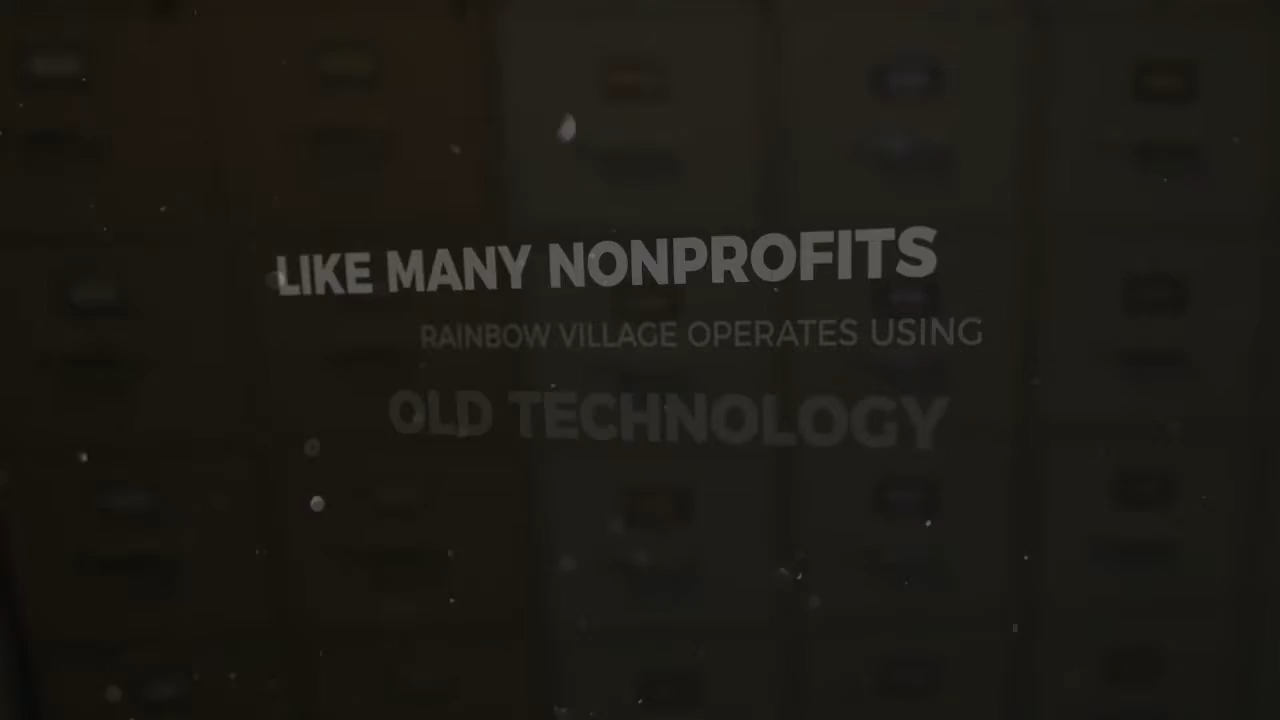 LIKE MANY NONPROFITS
RAINBOW VILLAGE OPERATES USING
OLD TECHNOLOGY